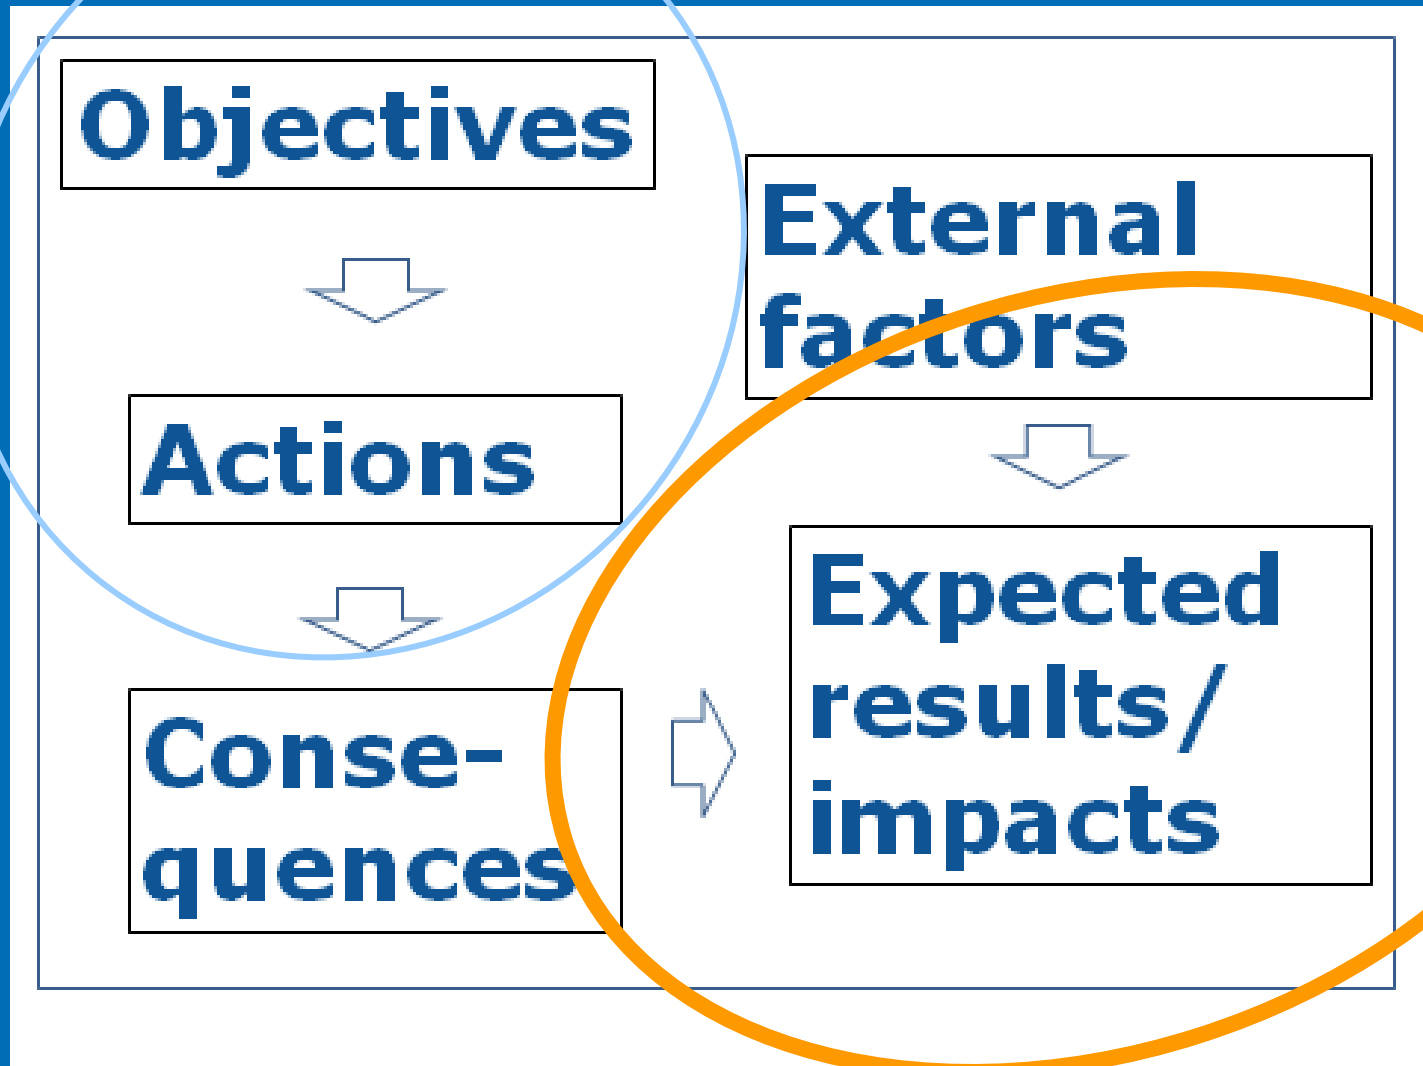 Objectives
External
factors
Actions
Expected
results/
impacts
Conse-
quences